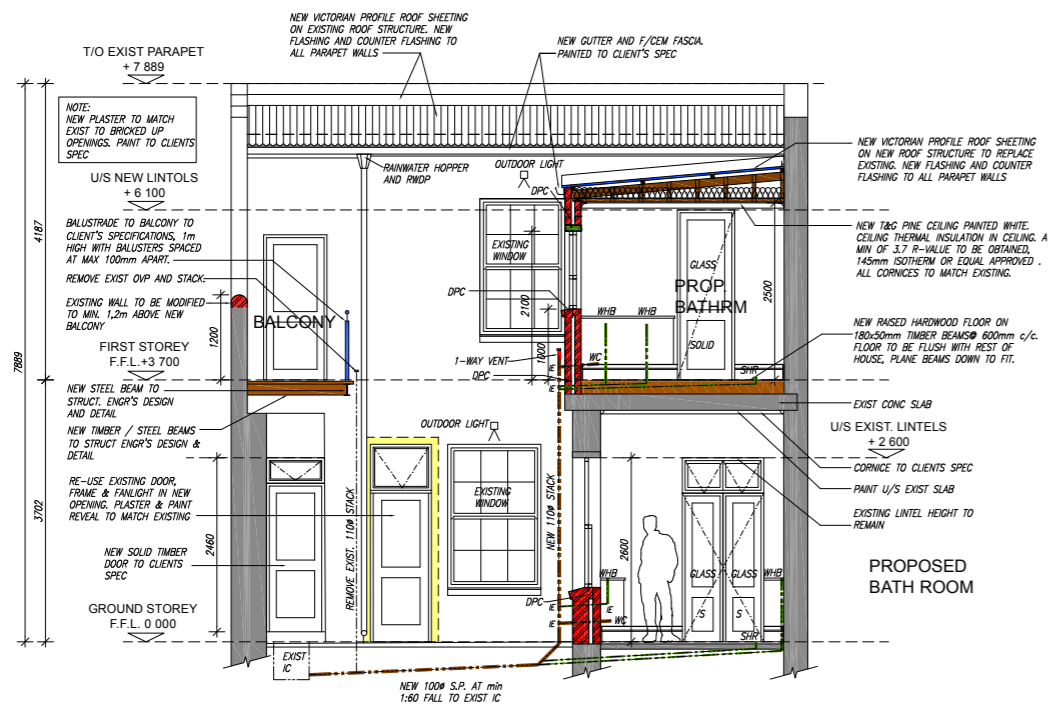 NEW VICTORIAN PROFILE ROOF SHEETING
ON EXISTING ROOF STRUCTURE. NEW
FLASHING AND COUNTER FLASHING TO
ALL PARAPET WALLS
NEW GUTTER AND F/CEM FASCIA.
PAINTED TO CLIENT'S SPEC
T/O EXIST PARAPET
+ 7 889
NOTE:
NEW PLASTER TO MATCH
EXIST TO BRICKED UP
OPENINGS. PAINT TO CLIENTS
SPEC
U/S NEW LINTOLS
+ 6 100
BALUSTRADE TO BALCONY TO
CLIENT'S SPECIFICATIONS, 1m
HIGH WITH BALUSTERS SPACED
AT MAX 100mm APART.
REMOVE EXIST OVP AND STACK.
EXISTING WALL TO BE MODIFIED
TO MIN. 1,2m ABOVE NEW
BALCONY
FIRST STOREY
F.F.L.+3 700
NEW STEEL BEAM TO
STRUCT. ENGR'S DESIGN
AND DETAIL
NEW TIMBER / STEEL BEAMS
TO STRUCT ENGR'S DESIGN &
DETAIL
RE-USE EXISTING DOOR,
FRAME & FANLIGHT IN NEW
OPENING. PLASTER & PAINT
REVEAL TO MATCH EXISTING
NEW SOLID TIMBER
DOOR TO CLIENTS
SPEC
GROUND STOREY
F.F.L. 0 000
7889
4187
3702
1200
2460
BALCONY
RAINWATER HOPPER
AND RWDP
OUTDOOR LIGHT
DPC
EXISTING
WINDOW
DPC
2100
1000
1-WAY VENT
DPC
IE
IE
WC
WHB
WHB
GLASS
PROP.
BATHRM
SOLID
SHR
2500
OUTDOOR LIGHT
EXISTING
WINDOW
REMOVE EXIST. 110ø STACK
NEW 110ø STACK
2600
WHB
DPC
IE
IE
WC
GLASS
GLASS
WHB
S
S
SHR
EXIST
IC
NEW 100ø S.P. AT min
1:60 FALL TO EXIST IC
NEW VICTORIAN PROFILE ROOF SHEETING
ON NEW ROOF STRUCTURE TO REPLACE
EXISTING. NEW FLASHING AND COUNTER
FLASHING TO ALL PARAPET WALLS
NEW T&G PINE CEILING PAINTED WHITE.
CEILING THERMAL INSULATION IN CEILING. A
MIN OF 3.7 R-VALUE TO BE OBTAINED,
145mm ISOTHERM OR EQUAL APPROVED .
ALL CORNICES TO MATCH EXISTING.
NEW RAISED HARDWOOD FLOOR ON
180x50mm TIMBER BEAMS@ 600mm c/c.
FLOOR TO BE FLUSH WITH REST OF
HOUSE, PLANE BEAMS DOWN TO FIT.
EXIST CONC SLAB
U/S EXIST. LINTELS
+ 2 600
CORNICE TO CLIENTS SPEC
PAINT U/S EXIST SLAB
EXISTING LINTEL HEIGHT TO
REMAIN
PROPOSED
BATH ROOM